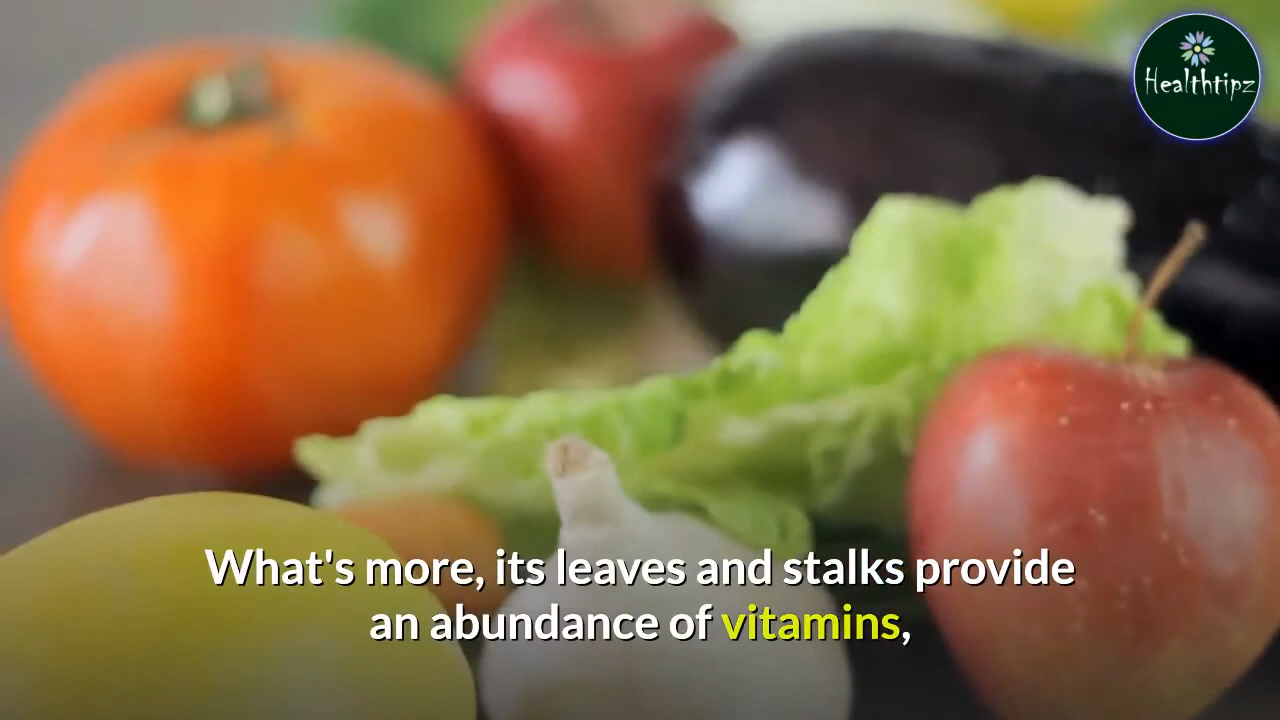 Healthtipz
What's more, its leaves and stalks provide
an abundance of vitamins,